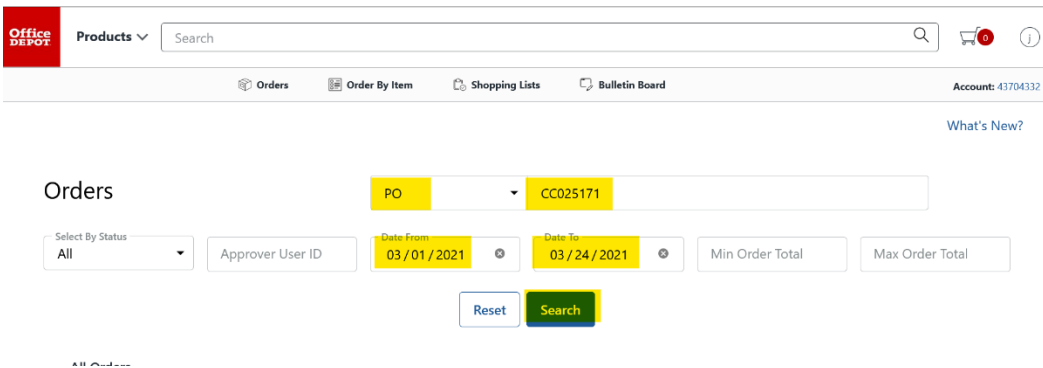 Office
DEPOT
Products
Search
0
j
Orders
Order By Item
Shopping Lists
Bulletin Board
Account: 43704332
What's New?
Orders
PO
CC025171
Select By Status
All
Approver User ID
Date From
03 / 01 / 2021
Date To
03 / 24 / 2021
Min Order Total
Max Order Total
Reset
Search
All Orders